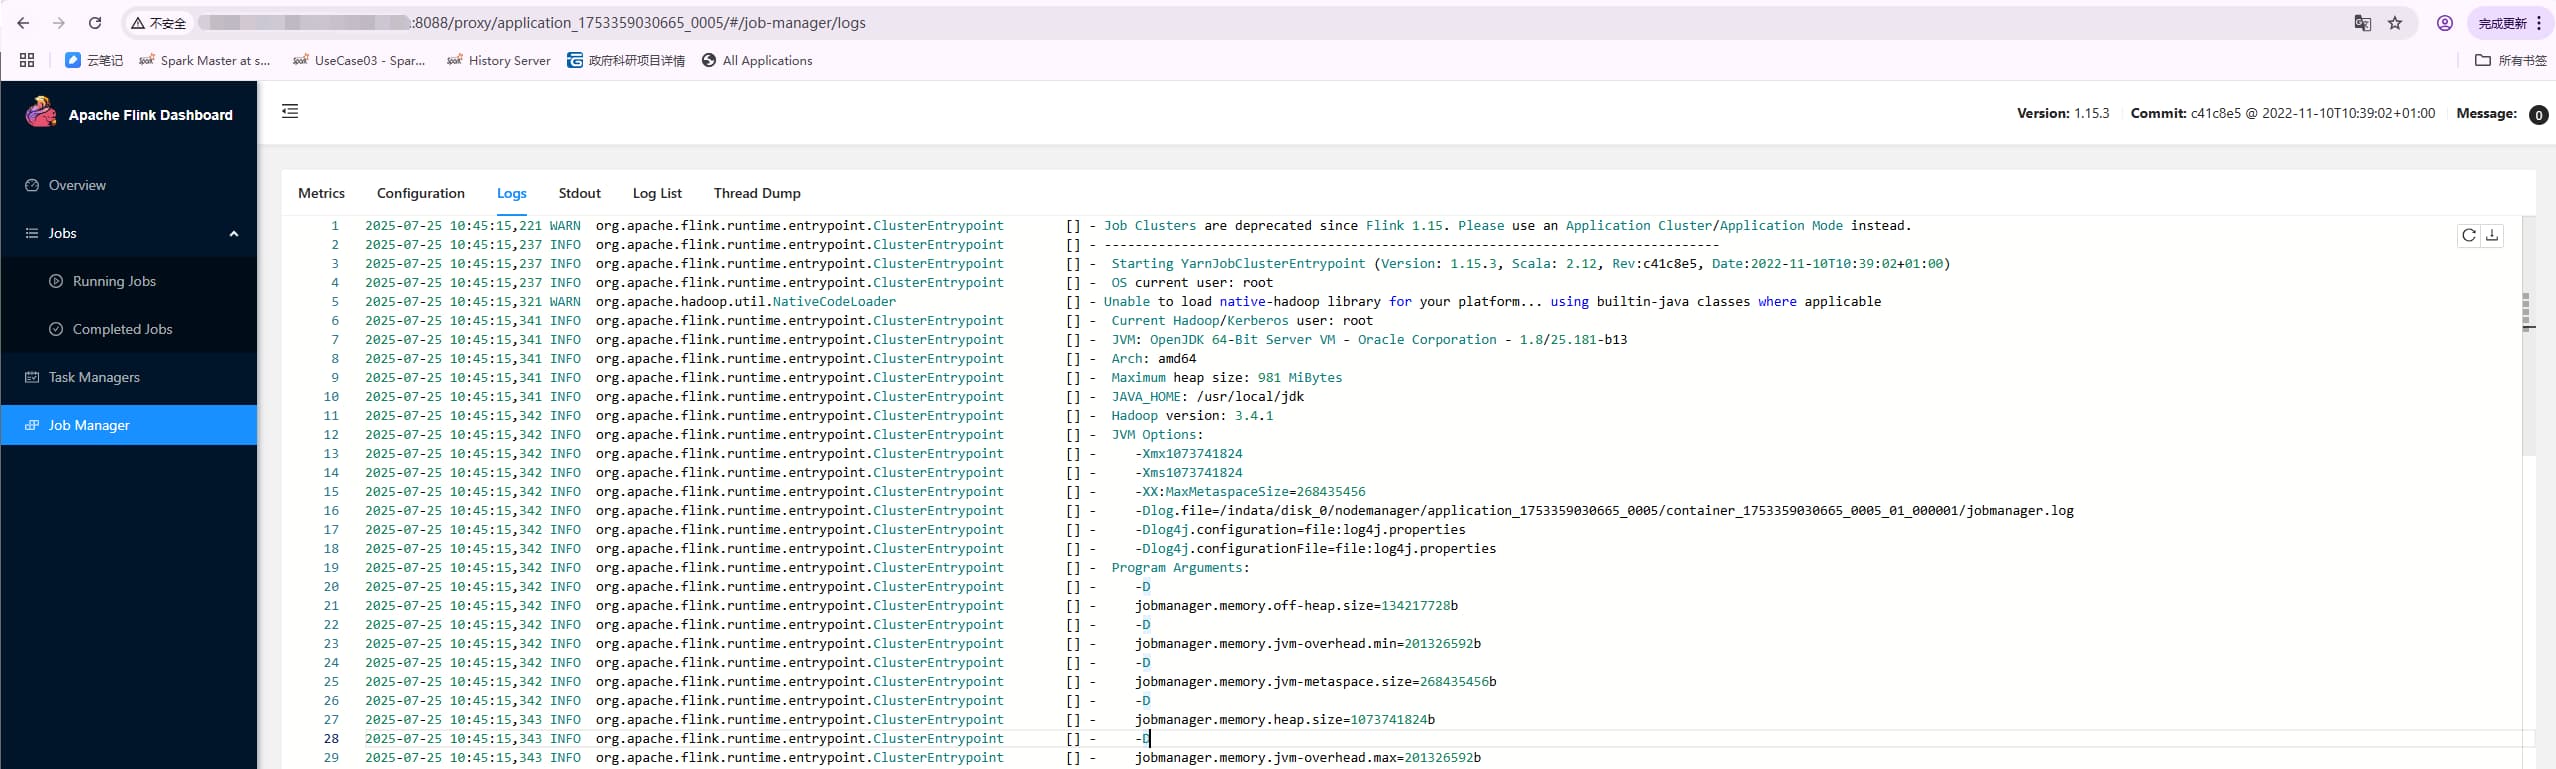 不安全 :8088/proxy/application_1753359030665_0005/#/job-manager/logs 完成更新
云笔记 Spark Master at s... UseCase03 - Spar... History Server 政府科研项目详情 All Applications 所有书签
Apache Flink Dashboard
Version: 1.15.3 Commit: c41c8e5 @ 2022-11-10T10:39:02+01:00 Message: 0
Overview
Jobs
Running Jobs
Completed Jobs
Task Managers
Job Manager
Metrics Configuration Logs Stdout Log List Thread Dump
1 2025-07-25 10:45:15,221 WARN org.apache.flink.runtime.entrypoint.ClusterEntrypoint [] - Job Clusters are deprecated since Flink 1.15. Please use an Application Cluster/Application Mode instead.
2 2025-07-25 10:45:15,237 INFO org.apache.flink.runtime.entrypoint.ClusterEntrypoint [] - --------------------------------------------------------------------------------
3 2025-07-25 10:45:15,237 INFO org.apache.flink.runtime.entrypoint.ClusterEntrypoint [] - Starting YarnJobClusterEntrypoint (Version: 1.15.3, Scala: 2.12, Rev:c41c8e5, Date:2022-11-10T10:39:02+01:00)
4 2025-07-25 10:45:15,237 INFO org.apache.flink.runtime.entrypoint.ClusterEntrypoint [] - OS current user: root
5 2025-07-25 10:45:15,321 WARN org.apache.hadoop.util.NativeCodeLoader [] - Unable to load native-hadoop library for your platform... using builtin-java classes where applicable
6 2025-07-25 10:45:15,341 INFO org.apache.flink.runtime.entrypoint.ClusterEntrypoint [] - Current Hadoop/Kerberos user: root
7 2025-07-25 10:45:15,341 INFO org.apache.flink.runtime.entrypoint.ClusterEntrypoint [] - JVM: OpenJDK 64-Bit Server VM - Oracle Corporation - 1.8/25.181-b13
8 2025-07-25 10:45:15,341 INFO org.apache.flink.runtime.entrypoint.ClusterEntrypoint [] - Arch: amd64
9 2025-07-25 10:45:15,341 INFO org.apache.flink.runtime.entrypoint.ClusterEntrypoint [] - Maximum heap size: 981 MiBytes
10 2025-07-25 10:45:15,341 INFO org.apache.flink.runtime.entrypoint.ClusterEntrypoint [] - JAVA_HOME: /usr/local/jdk
11 2025-07-25 10:45:15,342 INFO org.apache.flink.runtime.entrypoint.ClusterEntrypoint [] - Hadoop version: 3.4.1
12 2025-07-25 10:45:15,342 INFO org.apache.flink.runtime.entrypoint.ClusterEntrypoint [] - JVM Options:
13 2025-07-25 10:45:15,342 INFO org.apache.flink.runtime.entrypoint.ClusterEntrypoint [] - -Xmx1073741824
14 2025-07-25 10:45:15,342 INFO org.apache.flink.runtime.entrypoint.ClusterEntrypoint [] - -Xms1073741824
15 2025-07-25 10:45:15,342 INFO org.apache.flink.runtime.entrypoint.ClusterEntrypoint [] - -XX:MaxMetaspaceSize=268435456
16 2025-07-25 10:45:15,342 INFO org.apache.flink.runtime.entrypoint.ClusterEntrypoint [] - -Dlog.file=/indata/disk_0/nodemanager/application_1753359030665_0005/container_1753359030665_0005_01_000001/jobmanager.log
17 2025-07-25 10:45:15,342 INFO org.apache.flink.runtime.entrypoint.ClusterEntrypoint [] - -Dlog4j.configuration=file:log4j.properties
18 2025-07-25 10:45:15,342 INFO org.apache.flink.runtime.entrypoint.ClusterEntrypoint [] - -Dlog4j.configurationFile=file:log4j.properties
19 2025-07-25 10:45:15,342 INFO org.apache.flink.runtime.entrypoint.ClusterEntrypoint [] - Program Arguments:
20 2025-07-25 10:45:15,342 INFO org.apache.flink.runtime.entrypoint.ClusterEntrypoint [] - -D
21 2025-07-25 10:45:15,342 INFO org.apache.flink.runtime.entrypoint.ClusterEntrypoint [] - jobmanager.memory.off-heap.size=134217728b
22 2025-07-25 10:45:15,342 INFO org.apache.flink.runtime.entrypoint.ClusterEntrypoint [] - -D
23 2025-07-25 10:45:15,342 INFO org.apache.flink.runtime.entrypoint.ClusterEntrypoint [] - jobmanager.memory.jvm-overhead.min=201326592b
24 2025-07-25 10:45:15,342 INFO org.apache.flink.runtime.entrypoint.ClusterEntrypoint [] - -D
25 2025-07-25 10:45:15,342 INFO org.apache.flink.runtime.entrypoint.ClusterEntrypoint [] - jobmanager.memory.jvm-metaspace.size=268435456b
26 2025-07-25 10:45:15,342 INFO org.apache.flink.runtime.entrypoint.ClusterEntrypoint [] - -D
27 2025-07-25 10:45:15,343 INFO org.apache.flink.runtime.entrypoint.ClusterEntrypoint [] - jobmanager.memory.heap.size=1073741824b
28 2025-07-25 10:45:15,343 INFO org.apache.flink.runtime.entrypoint.ClusterEntrypoint [] - -D
29 2025-07-25 10:45:15,343 INFO org.apache.flink.runtime.entrypoint.ClusterEntrypoint [] - jobmanager.memory.jvm-overhead.max=201326592b